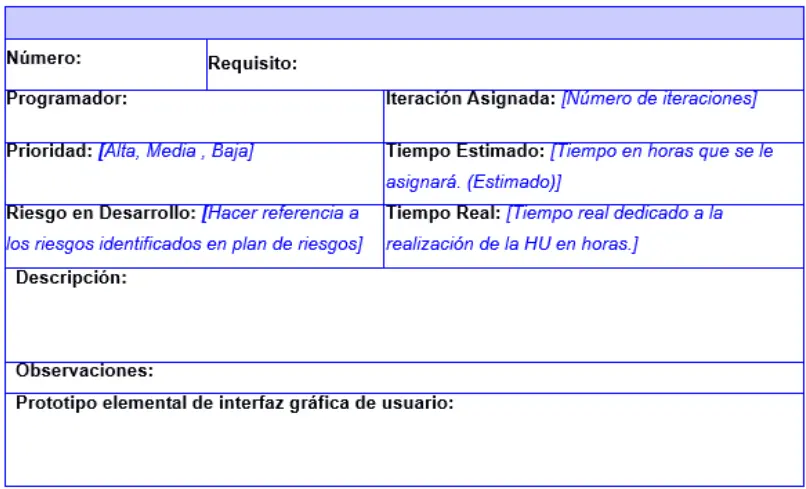 Número:
Requisito:
Programador:
Iteración Asignada: [Número de iteraciones]
Prioridad: [Alta, Media , Baja]
Tiempo Estimado: [Tiempo en horas que se le
asignará. (Estimado)]
Riesgo en Desarrollo: [Hacer referencia a
los riesgos identificados en plan de riesgos]
Tiempo Real: [Tiempo real dedicado a la
realización de la HU en horas.]
Descripción:
Observaciones:
Prototipo elemental de interfaz gráfica de usuario: